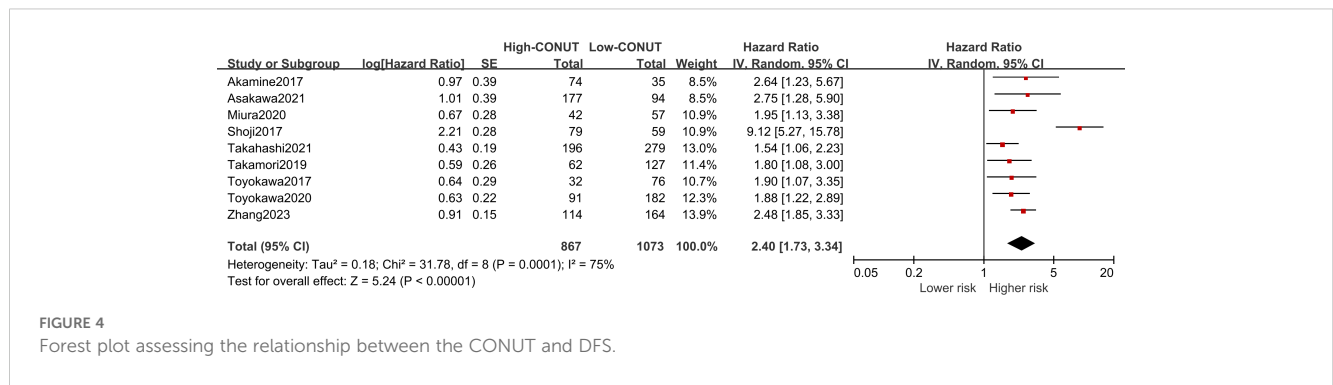 High-CONUT Low-CONUT Hazard Ratio Hazard Ratio
Study or Subgroup log[Hazard Ratio] SE Total Total Weight IV, Random, 95% CI IV, Random, 95% CI
Akamine2017 0.97 0.39 74 35 8.5% 2.64 [1.23, 5.67]
Asakawa2021 1.01 0.39 177 94 8.5% 2.75 [1.28, 5.90]
Miura2020 0.67 0.28 42 57 10.9% 1.95 [1.13, 3.38]
Shoji2017 2.21 0.28 79 59 10.9% 9.12 [5.27, 15.78]
Takahashi2021 0.43 0.19 196 279 13.0% 1.54 [1.06, 2.23]
Takamori2019 0.59 0.26 62 127 11.4% 1.80 [1.08, 3.00]
Toyokawa2017 0.64 0.29 32 76 10.7% 1.90 [1.07, 3.35]
Toyokawa2020 0.63 0.22 91 182 12.3% 1.88 [1.22, 2.89]
Zhang2023 0.91 0.15 114 164 13.9% 2.48 [1.85, 3.33]
Total (95% CI) 867 1073 100.0% 2.40 [1.73, 3.34]
Heterogeneity: Tau² = 0.18; Chi² = 31.78, df = 8 (P = 0.0001); I² = 75%
Test for overall effect: Z = 5.24 (P < 0.00001)
0.05 0.2 1 5 20
Lower risk Higher risk
FIGURE 4
Forest plot assessing the relationship between the CONUT and DFS.